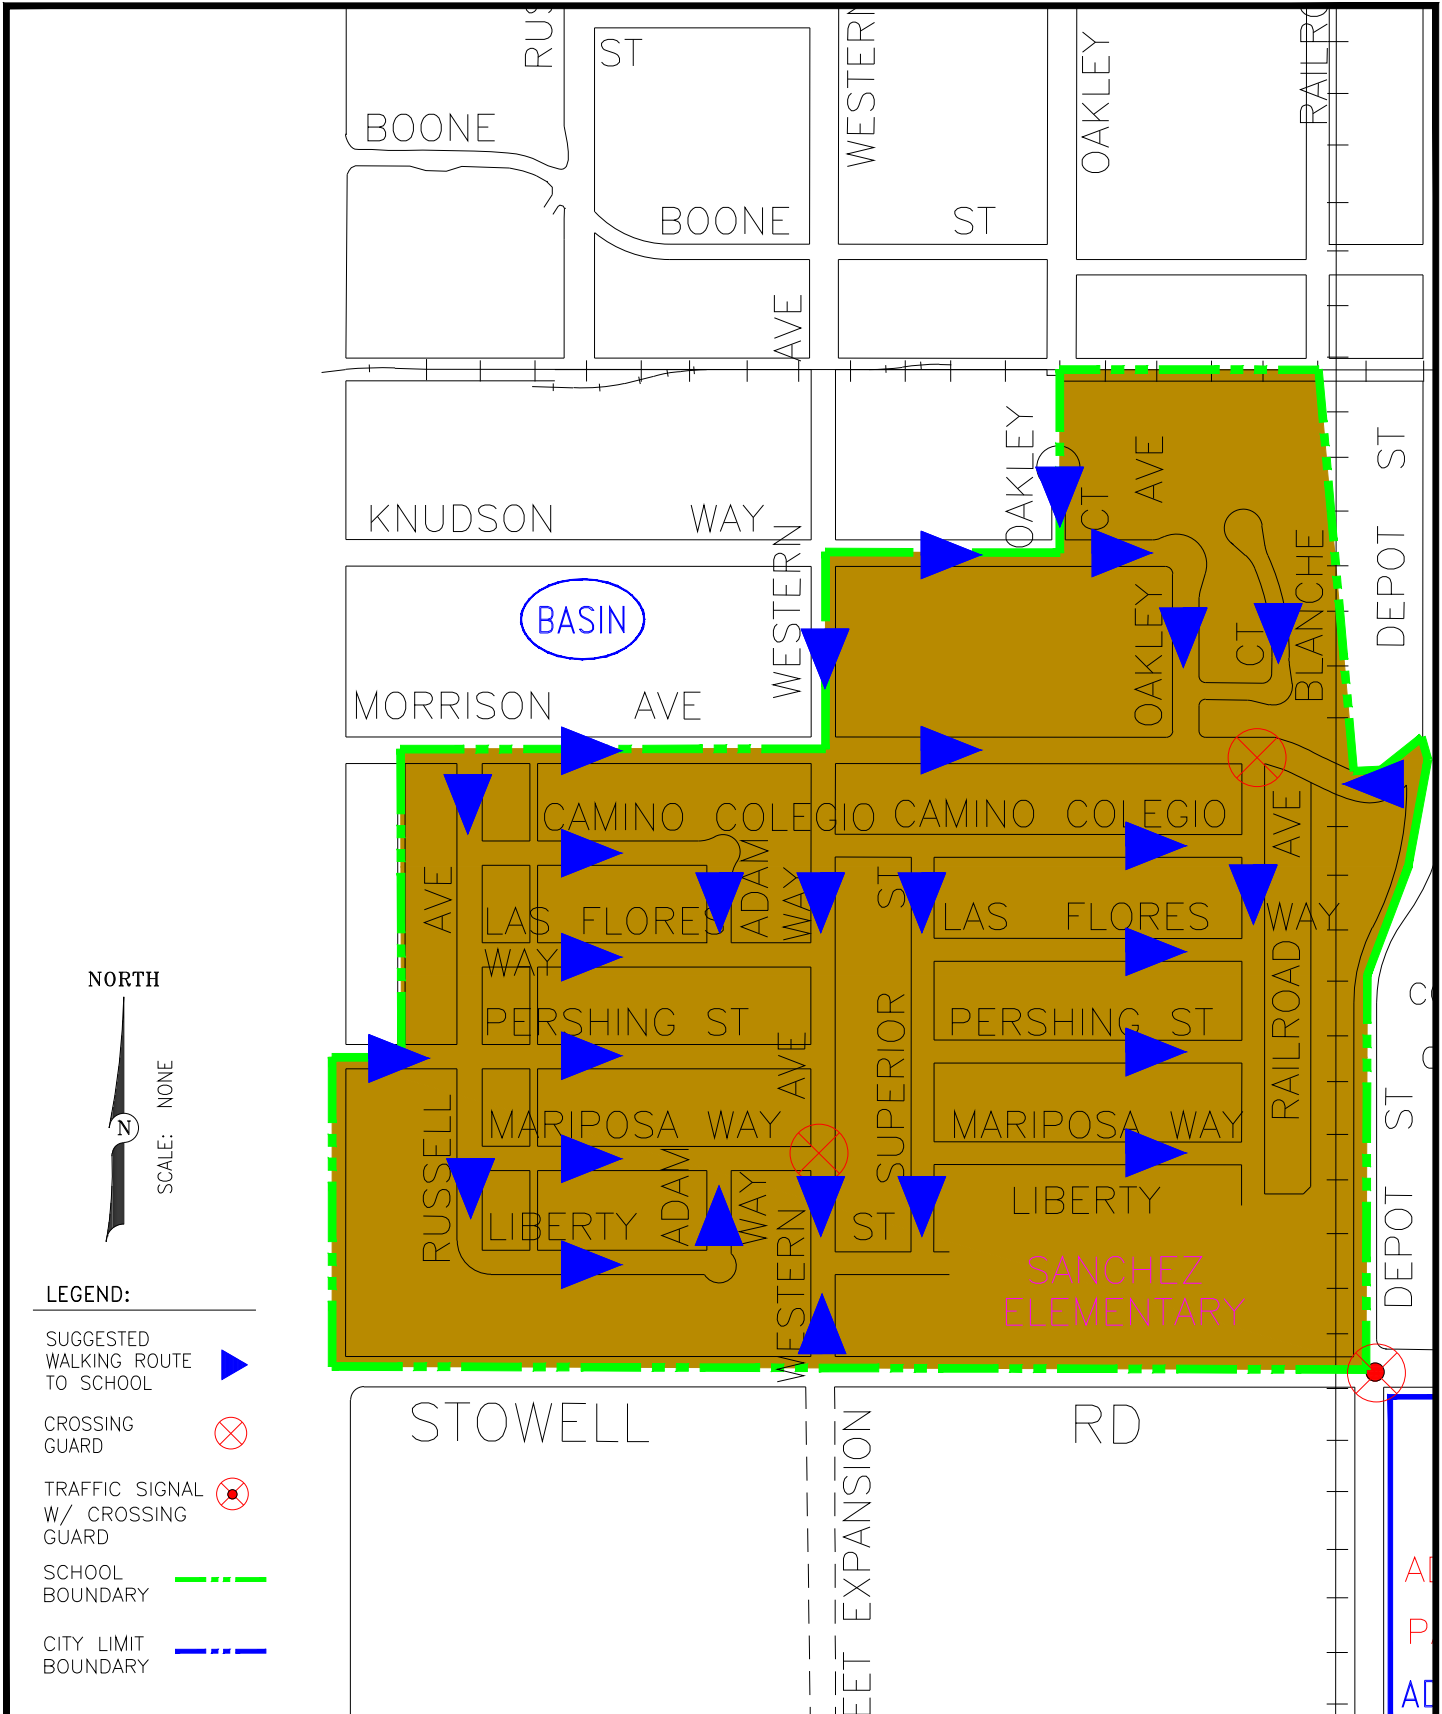 ST
BOONE
WESTERN
OAKLEY
BOONE ST
AVE
OAKLEY
CT
AVE
DEPOT ST
KNUDSON WAY
WESTERN
BASIN
BLANCHE
CT
OAKLEY
MORRISON AVE
CAMINO COLEGIO
CAMINO COLEGIO
AVE
AVE
ADAM
WAY
ST
LAS FLORES
WAY
LAS FLORES WAY
NORTH
N
SCALE: NONE
PERSHING ST
PERSHING ST
RAILROAD
AVE
SUPERIOR
MARIPOSA WAY
MARIPOSA WAY
RUSSELL
ADAM
WAY
WESTERN
LIBERTY
ST
LIBERTY
DEPOT ST
SANCHEZ
ELEMENTARY
STOWELL RD
EXPANSION
LEGEND:
SUGGESTED
WALKING ROUTE
TO SCHOOL
CROSSING
GUARD
TRAFFIC SIGNAL
W/ CROSSING
GUARD
SCHOOL
BOUNDARY
CITY LIMIT
BOUNDARY